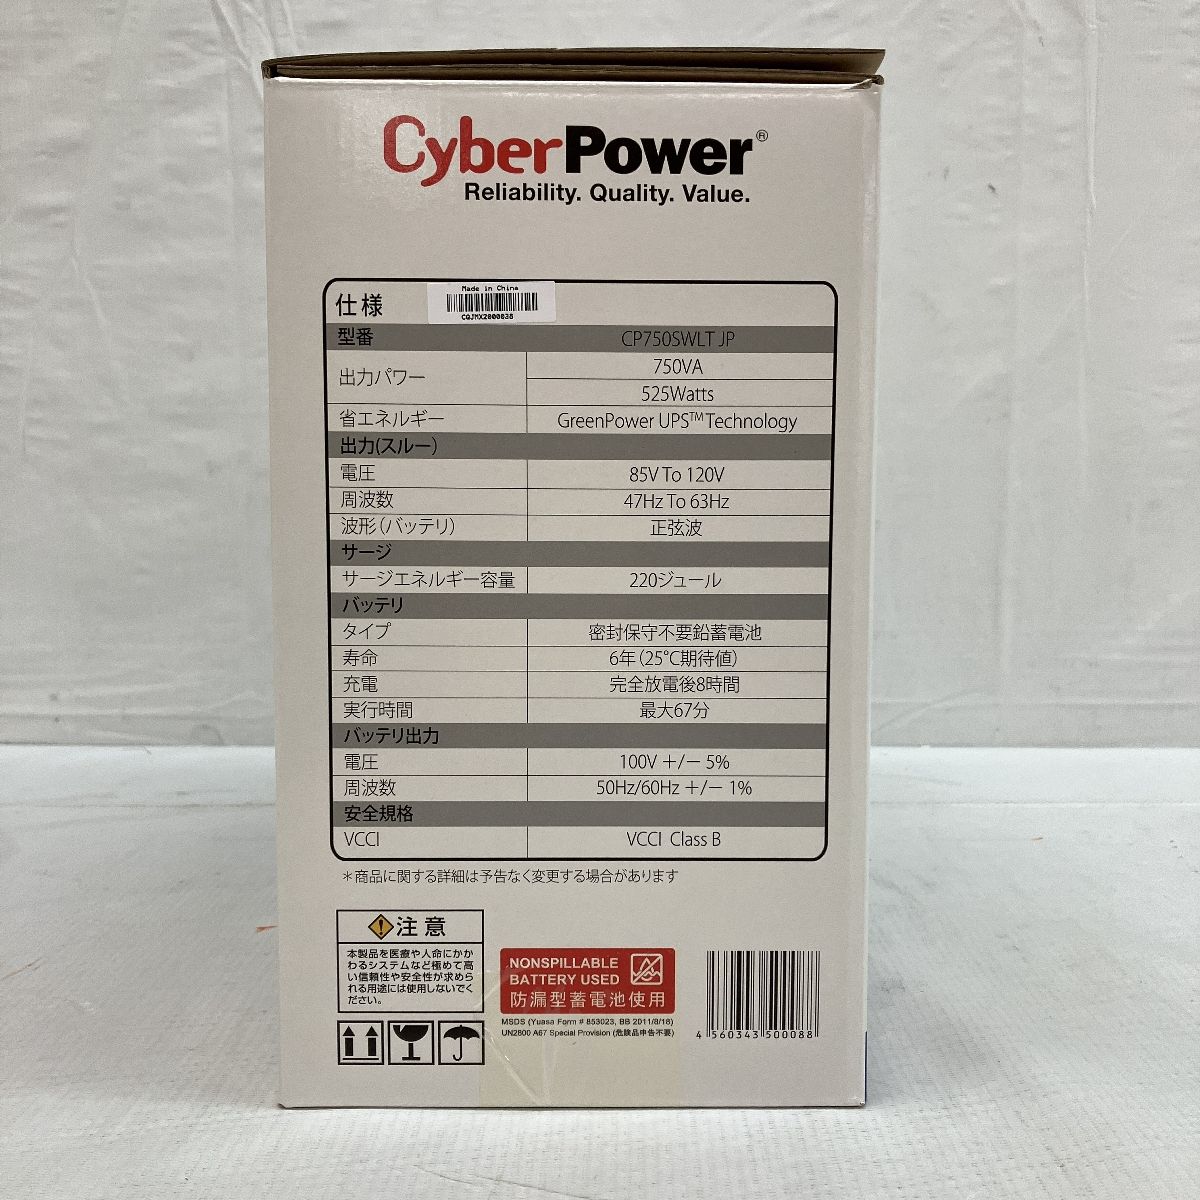 CyberPower®
Reliability. Quality. Value.
仕様
Made in China
CQJMX2000038
型番 CP750SWLT JP
出力パワー 750VA
525Watts
省エネルギー GreenPower UPS™ Technology
出力(スルー)
電圧 85V To 120V
周波数 47Hz To 63Hz
波形(バッテリ) 正弦波
サージ
サージエネルギー容量 220ジュール
バッテリ
タイプ 密封保守不要鉛蓄電池
寿命 6年(25℃期待値)
充電 完全放電後8時間
実行時間 最大67分
バッテリ出力
電圧 100V +/− 5%
周波数 50Hz/60Hz +/− 1%
安全規格
VCCI VCCI Class B
*商品に関する詳細は予告なく変更する場合があります
注意
本製品を医療や人命にかか
わるシステムなど極めて高
い信頼性や安全性が求めら
れる用途には使用しないでく
ださい。
NONSPILLABLE
BATTERY USED
防漏型蓄電池使用
MSDS (Yuasa Form # 853023, BB 2011/8/18)
UN2800 A67 Special Provision (危険品申告不要)
4 560343 500088